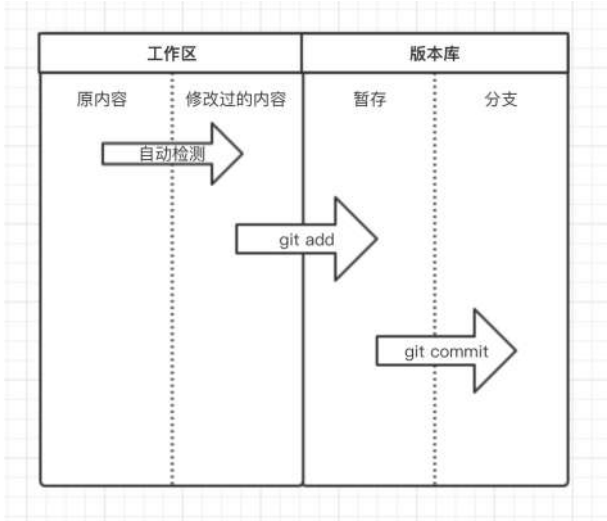 工作区
版本库
原内容
修改过的内容
暂存
分支
自动检测
git add
git commit